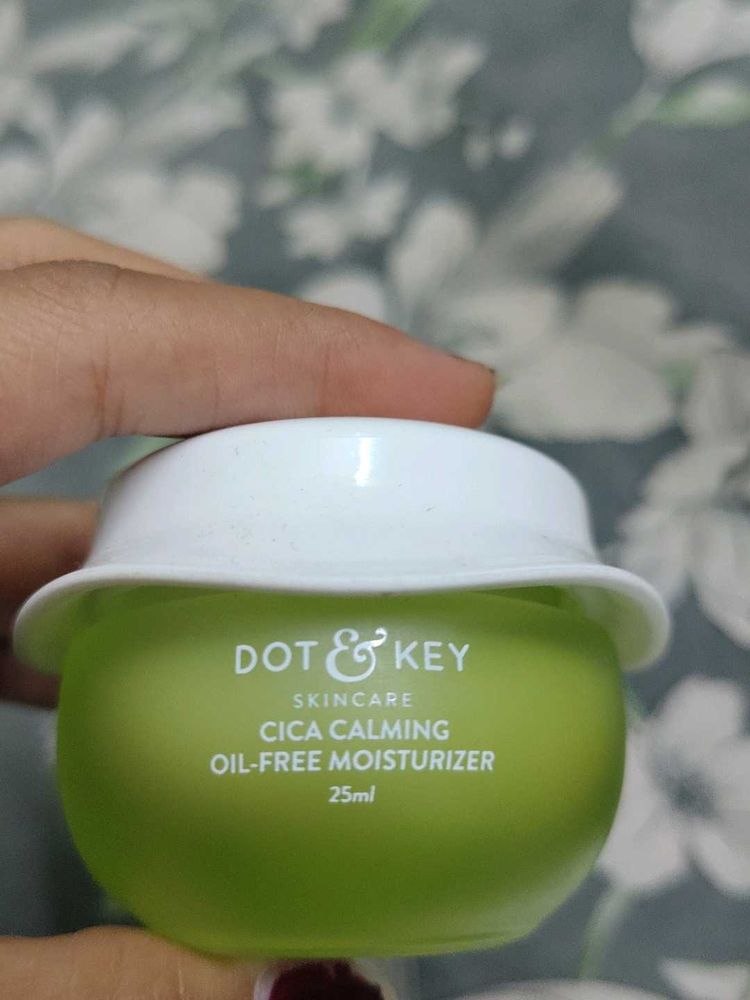 DOT & KEY
SKINCARE
CICA CALMING
OIL-FREE MOISTURIZER
25ml